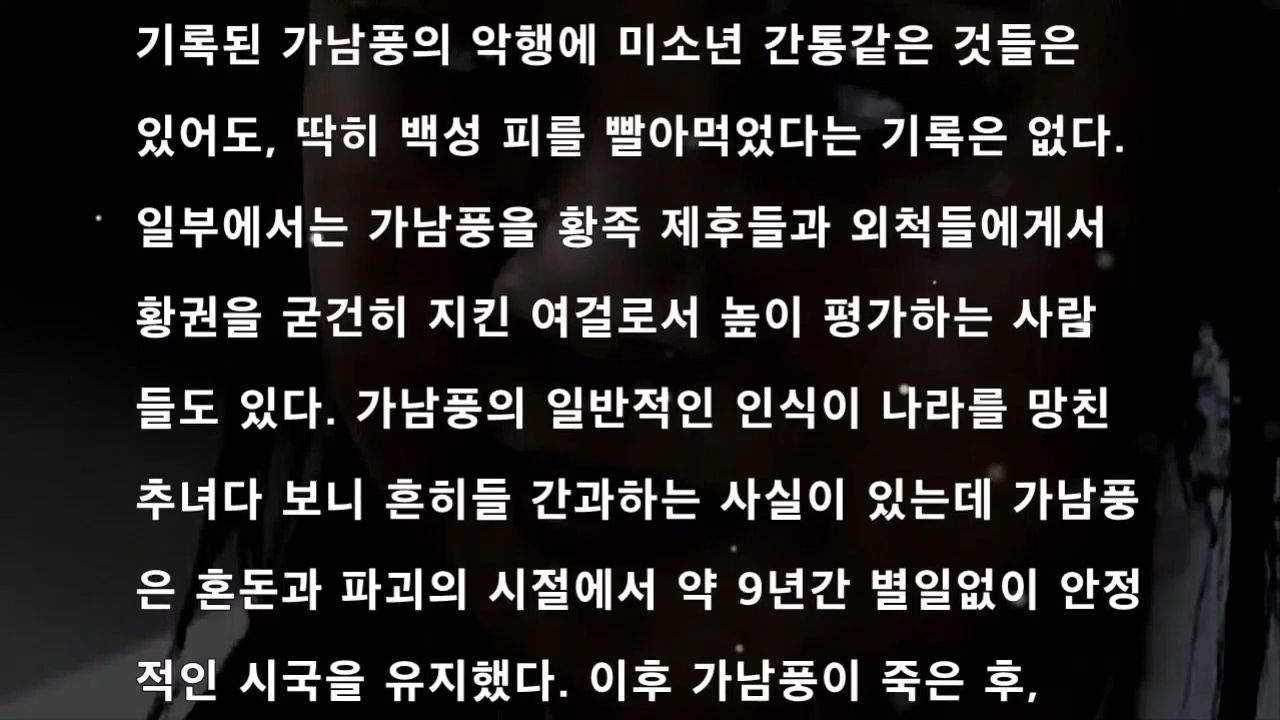 기록된 가남풍의 악행에 미소년 간통같은 것들은
있어도, 딱히 백성 피를 빨아먹었다는 기록은 없다.
일부에서는 가남풍을 황족 제후들과 외척들에게서
황권을 굳건히 지킨 여걸로서 높이 평가하는 사람
들도 있다. 가남풍의 일반적인 인식이 나라를 망친
추녀다 보니 흔히들 간과하는 사실이 있는데 가남풍
은 혼돈과 파괴의 시절에서 약 9년간 별일없이 안정
적인 시국을 유지했다. 이후 가남풍이 죽은 후,